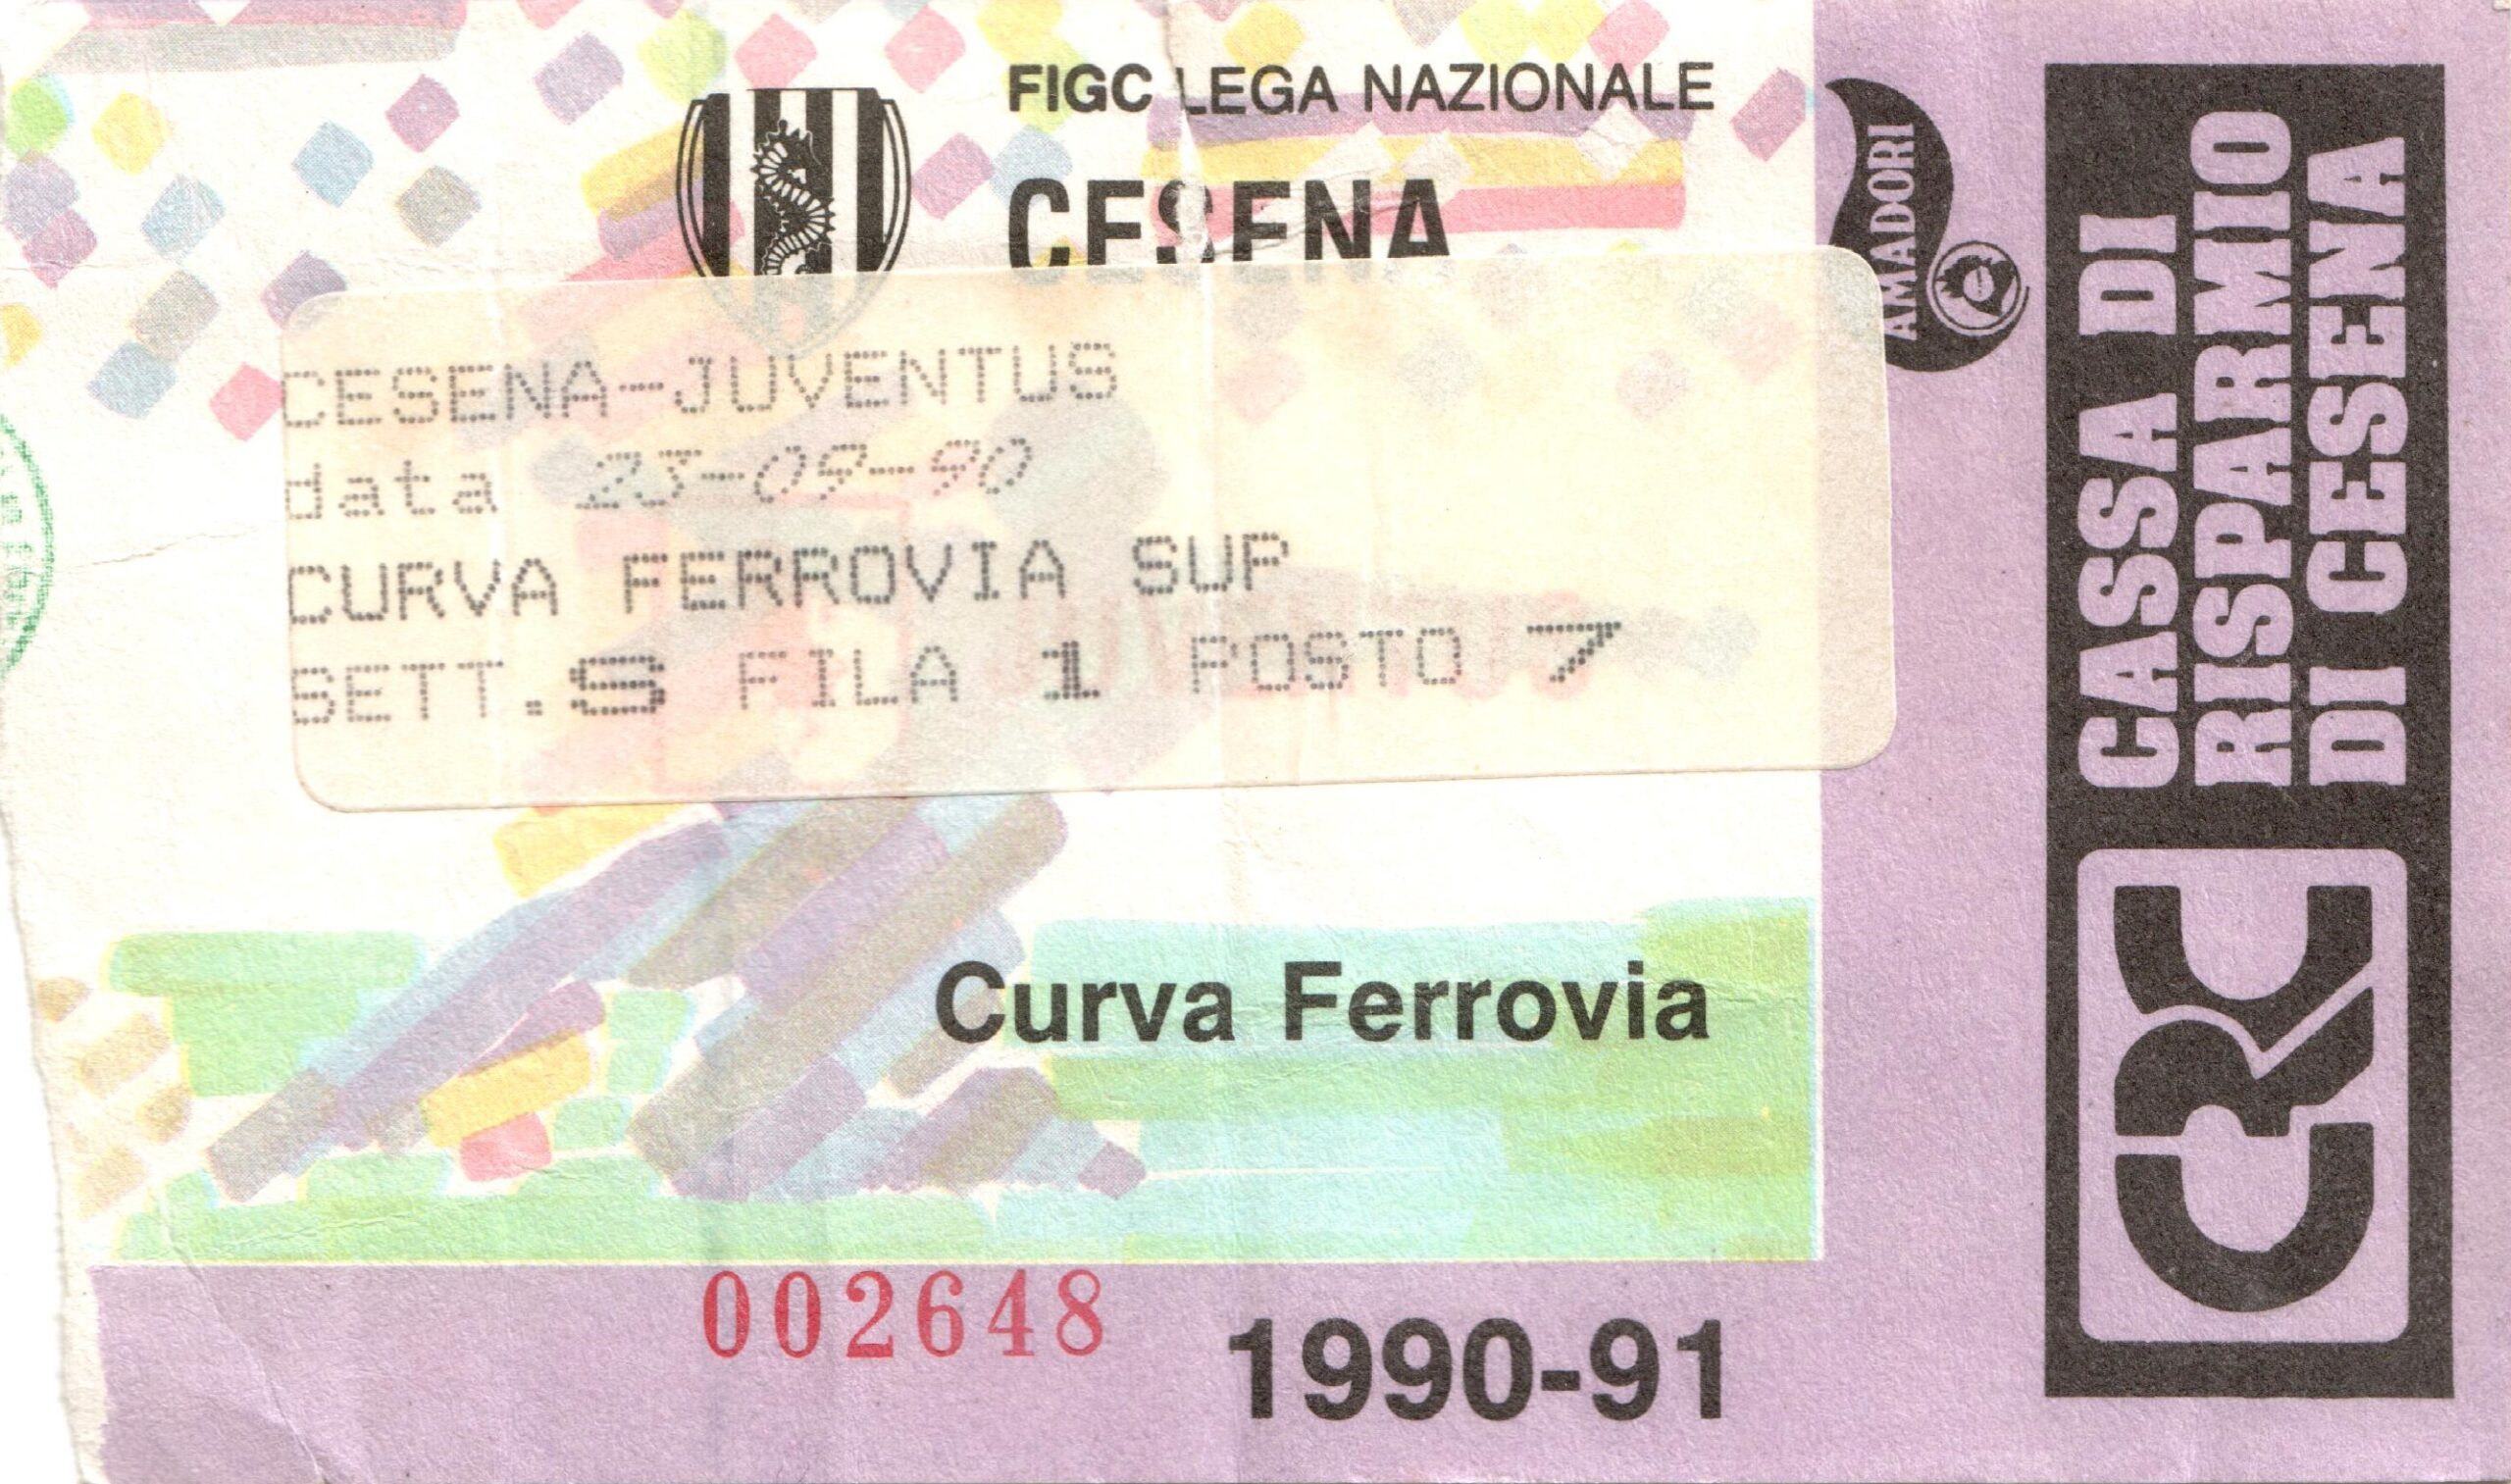 FIGC LEGA NAZIONALE
CESENA
CESENA-JUVENTUS
data 23-09-90
CURVA FERROVIA SUP
SETT.S FILA 1 POSTO 7
Curva Ferrovia
002648
1990-91
AMADORI
CASSA DI
RISPARMIO
DI CESENA
CRC